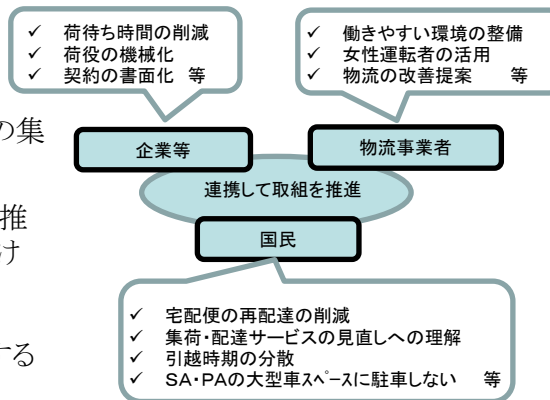 ✓ 荷待ち時間の削減
✓ 荷役の機械化
✓ 契約の書面化 等
✓ 働きやすい環境の整備
✓ 女性運転者の活用
✓ 物流の改善提案 等
の集
推
け
する
企業等
物流事業者
連携して取組を推進
国民
✓ 宅配便の再配達の削減
✓ 集荷・配達サービスの見直しへの理解
✓ 引越時期の分散
✓ SA・PAの大型車スペースに駐車しない 等